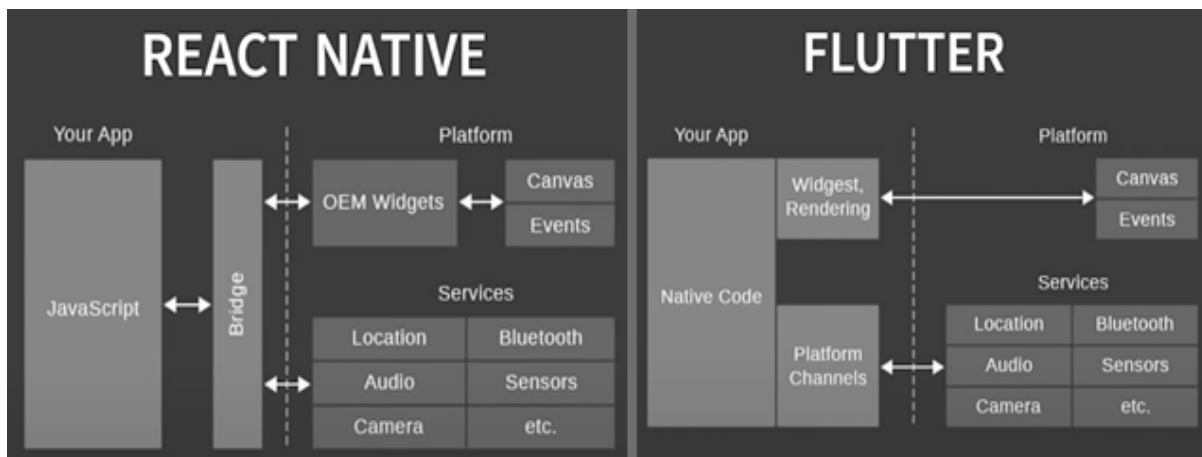 REACT NATIVE
Your App
Platform
JavaScript
Bridge
OEM Widgets
Canvas
Events
Services
Location
Bluetooth
Audio
Sensors
Camera
etc.
FLUTTER
Your App
Platform
Native Code
Widgest,
Rendering
Canvas
Events
Platform
Channels
Services
Location
Bluetooth
Audio
Sensors
Camera
etc.